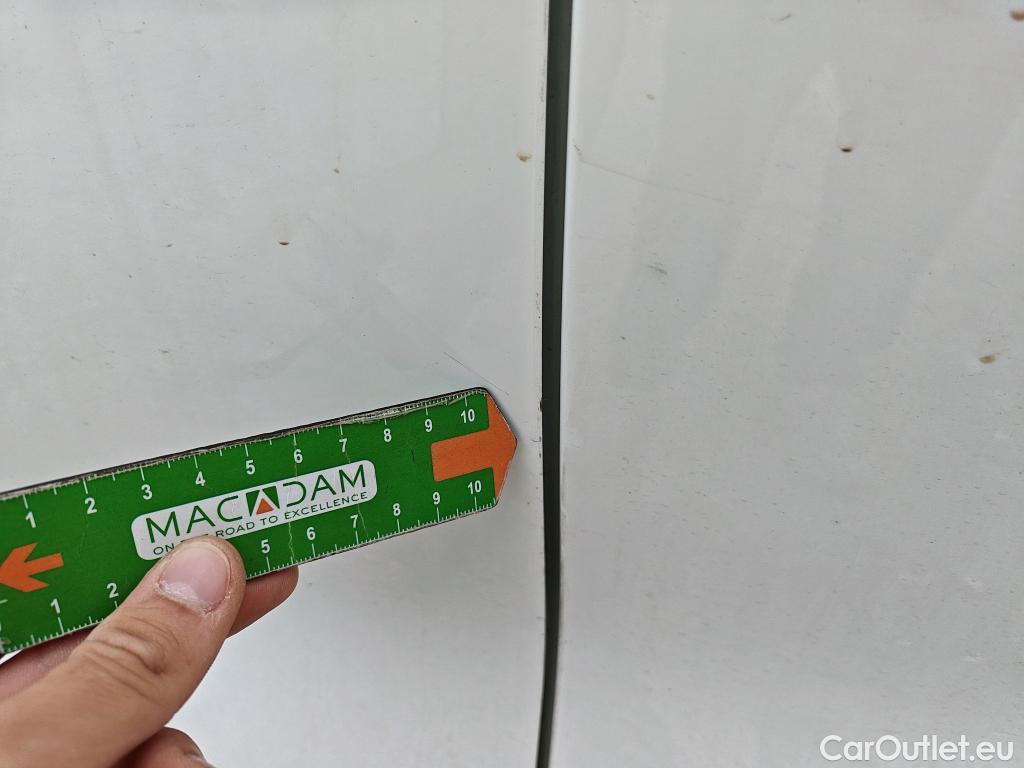 1 2 3 4 5 6 7 8 9 10
MACADAM
ON ROAD TO EXCELLENCE
1 2 5 6 7 8 9 10
CarOutlet.eu